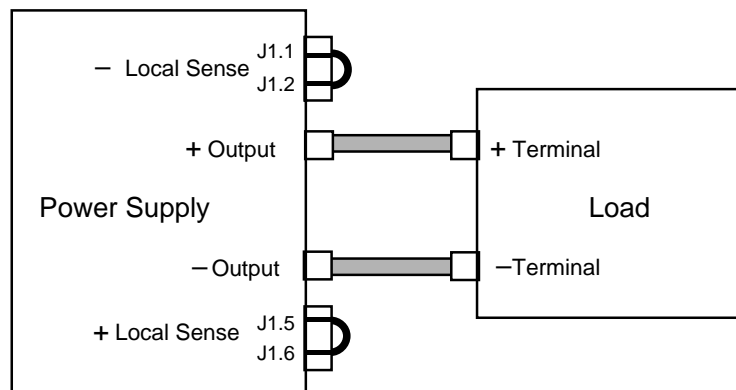 J1.1
− Local Sense
J1.2
+ Output
+ Terminal
Power Supply
Load
− Output
−Terminal
J1.5
+ Local Sense
J1.6